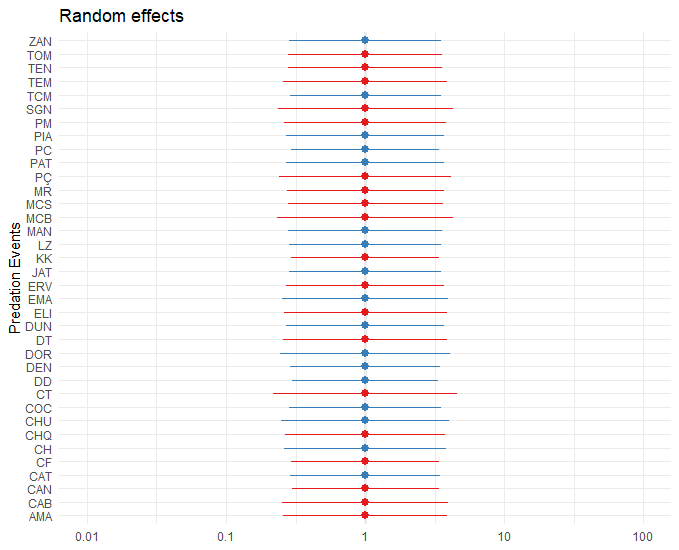 Random effects
Predation Events
ZAN
TOM
TEN
TEM
TCM
SGN
PM
PIA
PC
PAT
PÇ
MR
MCS
MCB
MAN
LZ
KK
JAT
ERV
EMA
ELI
DUN
DT
DOR
DEN
DD
CT
COC
CHU
CHQ
CH
CF
CAT
CAN
CAB
AMA
0.01 0.1 1 10 100